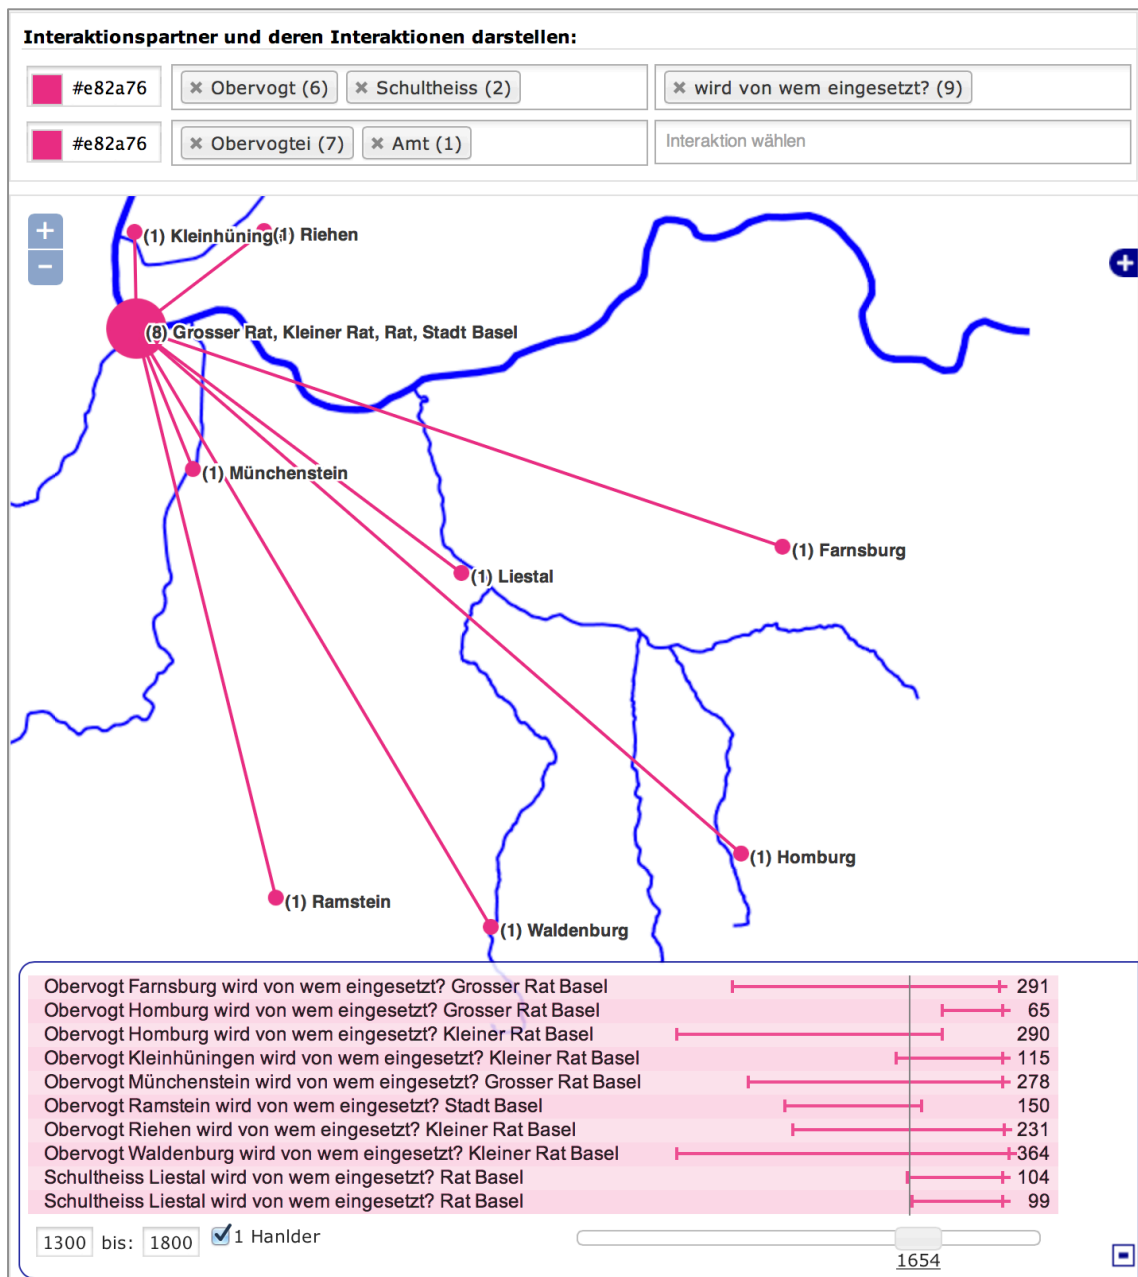 Interaktionspartner und deren Interaktionen darstellen:
#e82a76 × Obervogt (6) × Schultheiss (2) × wird von wem eingesetzt? (9)
#e82a76 × Obervogtei (7) × Amt (1) Interaktion wählen
+
−
(1) Kleinhüning
(1) Riehen
(8) Grosser Rat, Kleiner Rat, Rat, Stadt Basel
(1) Münchenstein
(1) Farnsburg
(1) Liestal
(1) Homburg
(1) Ramstein
(1) Waldenburg
Obervogt Farnsburg wird von wem eingesetzt? Grosser Rat Basel 291
Obervogt Homburg wird von wem eingesetzt? Grosser Rat Basel 65
Obervogt Homburg wird von wem eingesetzt? Kleiner Rat Basel 290
Obervogt Kleinhüningen wird von wem eingesetzt? Kleiner Rat Basel 115
Obervogt Münchenstein wird von wem eingesetzt? Grosser Rat Basel 278
Obervogt Ramstein wird von wem eingesetzt? Stadt Basel 150
Obervogt Riehen wird von wem eingesetzt? Kleiner Rat Basel 231
Obervogt Waldenburg wird von wem eingesetzt? Kleiner Rat Basel 364
Schultheiss Liestal wird von wem eingesetzt? Rat Basel 104
Schultheiss Liestal wird von wem eingesetzt? Rat Basel 99
1300 bis: 1800 1 Hanlder
1654